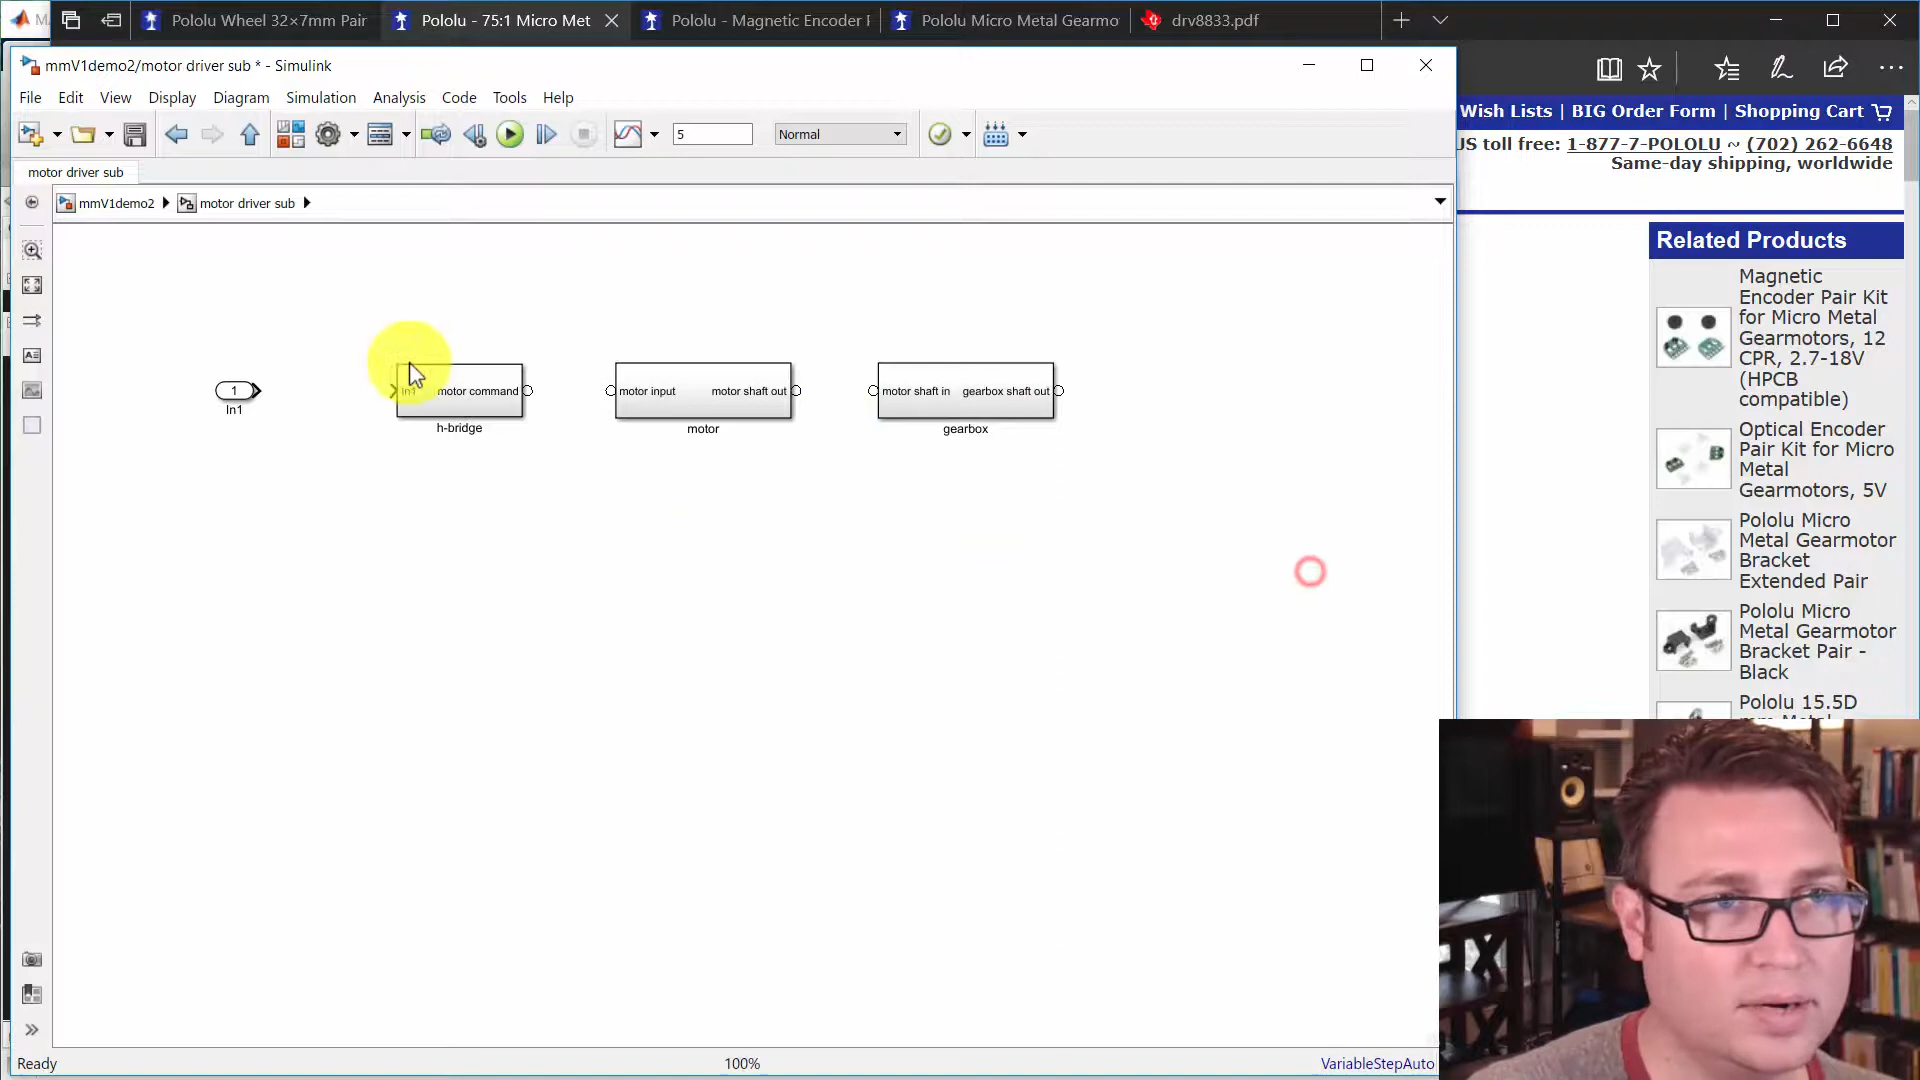 Pololu Wheel 32×7mm Pair
Pololu - 75:1 Micro Met
Pololu - Magnetic Encoder
Pololu Micro Metal Gearmo
drv8833.pdf
mmV1demo2/motor driver sub * - Simulink
File Edit View Display Diagram Simulation Analysis Code Tools Help
5
Normal
motor driver sub
mmV1demo2
motor driver sub
1
In1
In1
motor command
h-bridge
motor input
motor shaft out
motor
motor shaft in
gearbox shaft out
gearbox
Ready
100%
VariableStepAuto
Wish Lists | BIG Order Form | Shopping Cart
US toll free: 1-877-7-POLOLU ~ (702) 262-6648
Same-day shipping, worldwide
Related Products
Magnetic
Encoder Pair Kit
for Micro Metal
Gearmotors, 12
CPR, 2.7-18V
(HPCB
compatible)
Optical Encoder
Pair Kit for Micro
Metal
Gearmotors, 5V
Pololu Micro
Metal Gearmotor
Bracket
Extended Pair
Pololu Micro
Metal Gearmotor
Bracket Pair -
Black
Pololu 15.5D